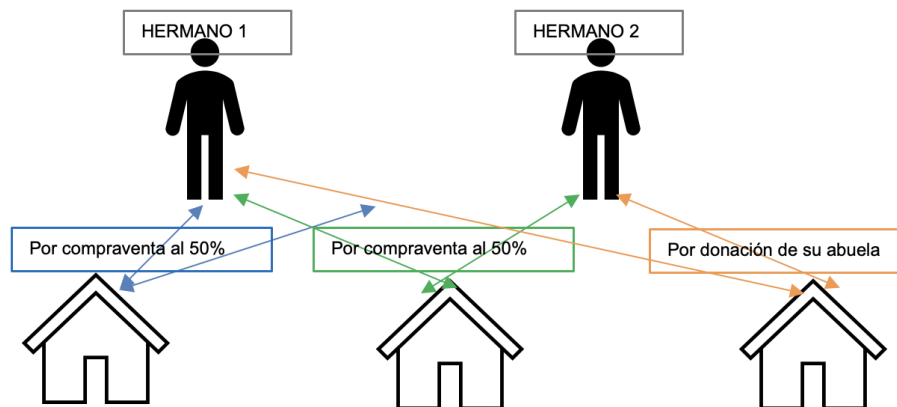 HERMANO 1
HERMANO 2
Por compraventa al 50%
Por compraventa al 50%
Por donación de su abuela